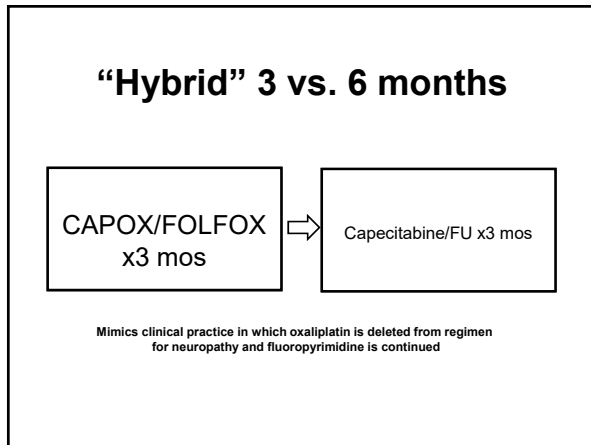 “Hybrid” 3 vs. 6 months
CAPOX/FOLFOX
x3 mos
Capecitabine/FU x3 mos
Mimics clinical practice in which oxaliplatin is deleted from regimen
for neuropathy and fluoropyrimidine is continued